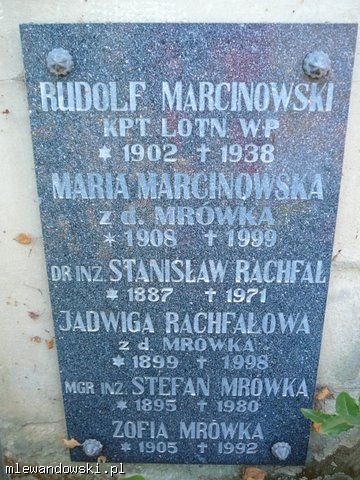 RUDOLF MARCINOWSKI
KPT. LOTN. W.P.
* 1902 † 1938
MARIA MARCINOWSKA
z d. MRÓWKA
* 1908 † 1999
DR INŻ. STANISŁAW RACHFAŁ
* 1887 † 1971
JADWIGA RACHFAŁOWA
z d. MRÓWKA
* 1899 † 1998
MGR INŻ. STEFAN MRÓWKA
* 1895 † 1980
ZOFIA MRÓWKA
* 1905 † 1992
mlewandowski.pl